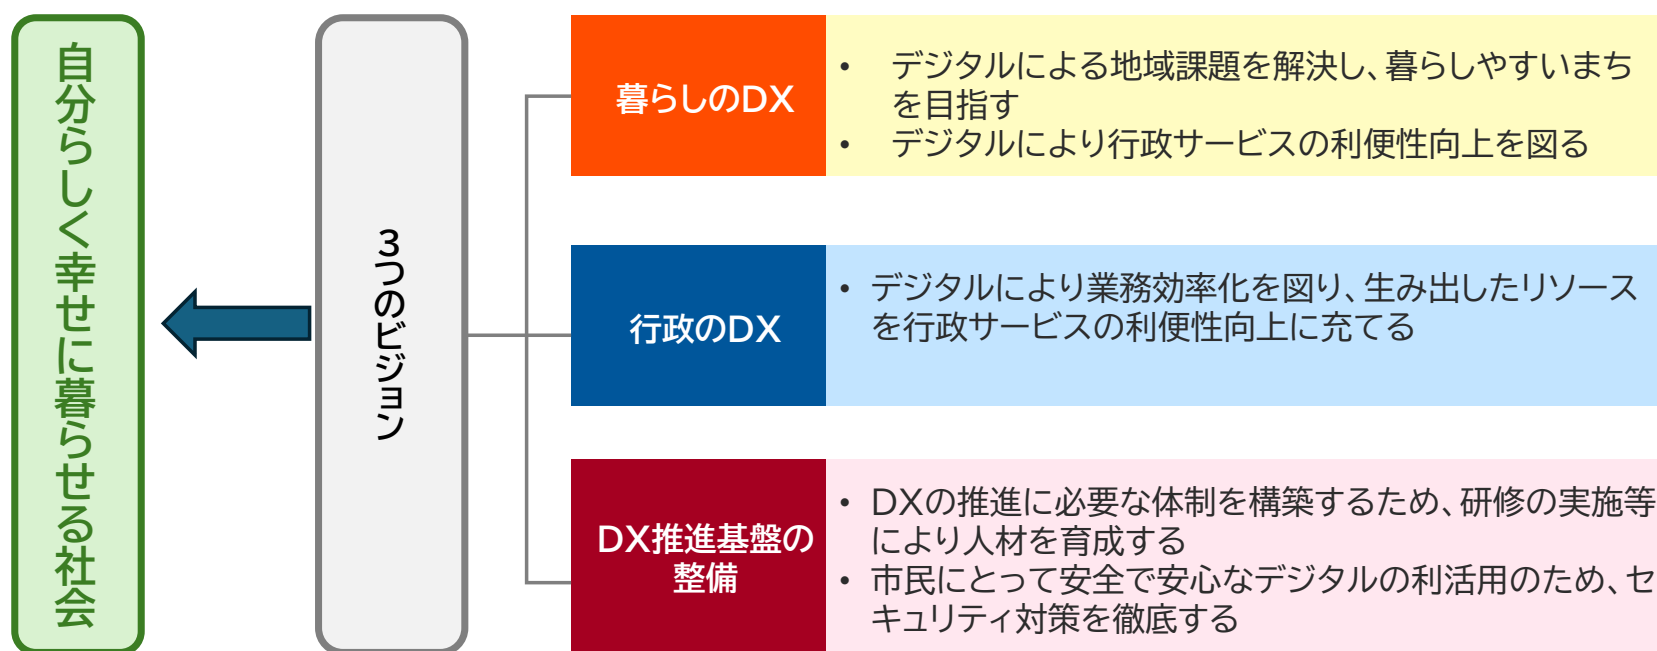 自分らしく幸せに暮らせる社会
3つのビジョン
暮らしのDX
• デジタルによる地域課題を解決し、暮らしやすいまち
を目指す
• デジタルにより行政サービスの利便性向上を図る
行政のDX
• デジタルにより業務効率化を図り、生み出したリソース
を行政サービスの利便性向上に充てる
DX推進基盤の
整備
• DXの推進に必要な体制を構築するため、研修の実施等
により人材を育成する
• 市民にとって安全で安心なデジタルの利活用のため、セ
キュリティ対策を徹底する